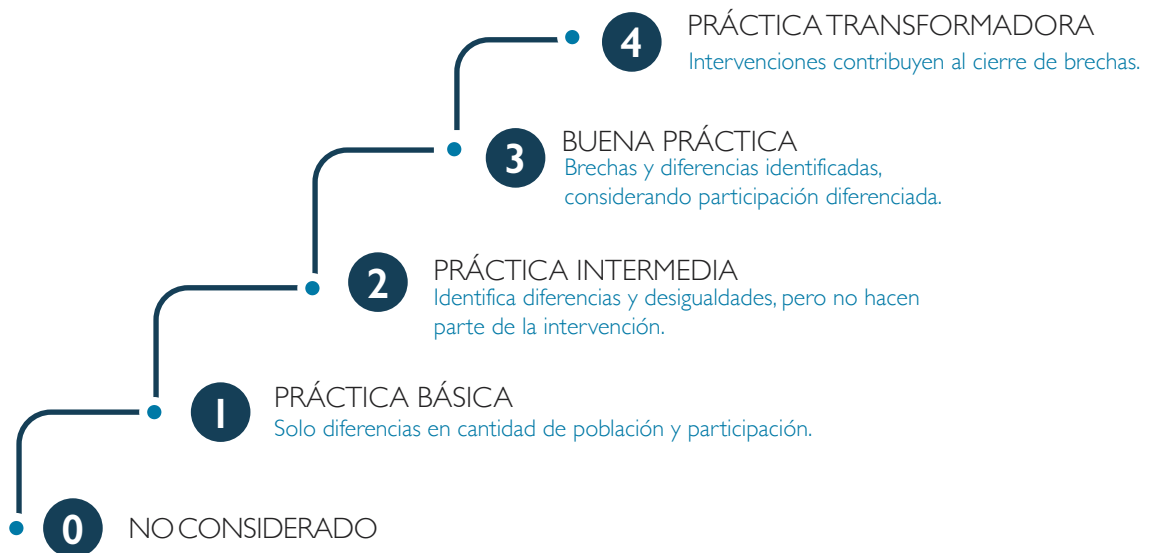 4
PRÁCTICA TRANSFORMADORA
Intervenciones contribuyen al cierre de brechas.
3
BUENA PRÁCTICA
Brechas y diferencias identificadas,
considerando participación diferenciada.
2
PRÁCTICA INTERMEDIA
Identifica diferencias y desigualdades, pero no hacen
parte de la intervención.
1
PRÁCTICA BÁSICA
Solo diferencias en cantidad de población y participación.
0
NO CONSIDERADO